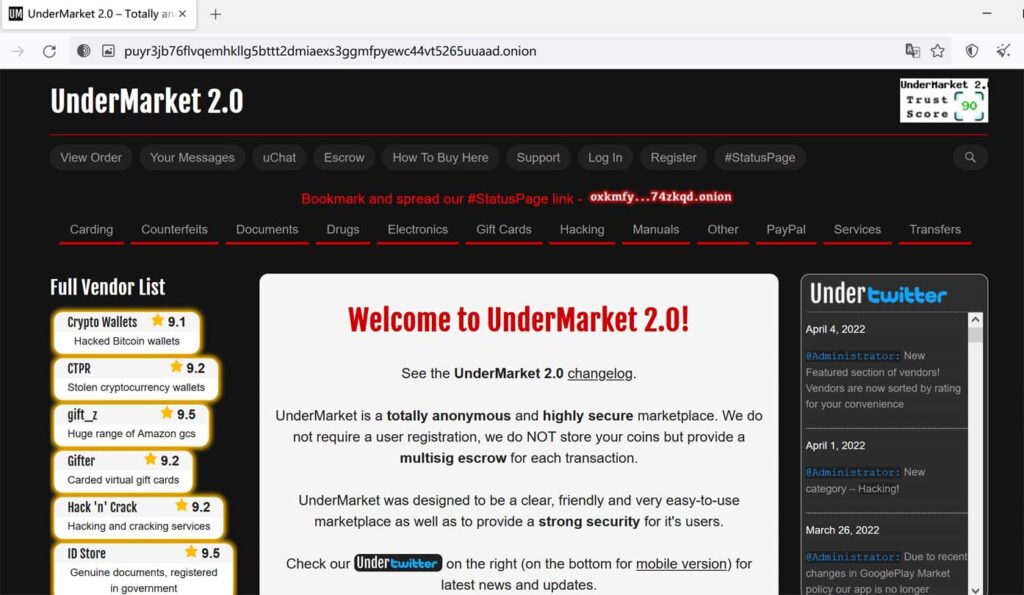 UM UnderMarket 2.0 – Totally an
puyr3jb76flvqemhkllg5bttt2dmiaexs3ggmfpyewc44vt5265uuaad.onion
UnderMarket 2.0
UnderMarket 2.
Trust
Score 90
View Order Your Messages uChat Escrow How To Buy Here Support Log In Register #StatusPage
Bookmark and spread our #StatusPage link - oxkmfy...74zkqd.onion
Carding Counterfeits Documents Drugs Electronics Gift Cards Hacking Manuals Other PayPal Services Transfers
Full Vendor List
Crypto Wallets 9.1
Hacked Bitcoin wallets
CTPR 9.2
Stolen cryptocurrency wallets
gift_z 9.5
Huge range of Amazon gcs
Gifter 9.2
Carded virtual gift cards
Hack 'n' Crack 9.2
Hacking and cracking services
ID Store 9.5
Genuine documents, registered
in government
Welcome to UnderMarket 2.0!
See the UnderMarket 2.0 changelog.
UnderMarket is a totally anonymous and highly secure marketplace. We do
not require a user registration, we do NOT store your coins but provide a
multisig escrow for each transaction.
UnderMarket was designed to be a clear, friendly and very easy-to-use
marketplace as well as to provide a strong security for it's users.
Check our Undertwitter on the right (on the bottom for mobile version) for
latest news and updates.
Undertwitter
April 4, 2022
@Administrator: New
Featured section of vendors!
Vendors are now sorted by rating
for your convenience
April 1, 2022
@Administrator: New
category – Hacking!
March 26, 2022
@Administrator: Due to recent
changes in GooglePlay Market
policy our app is no longer